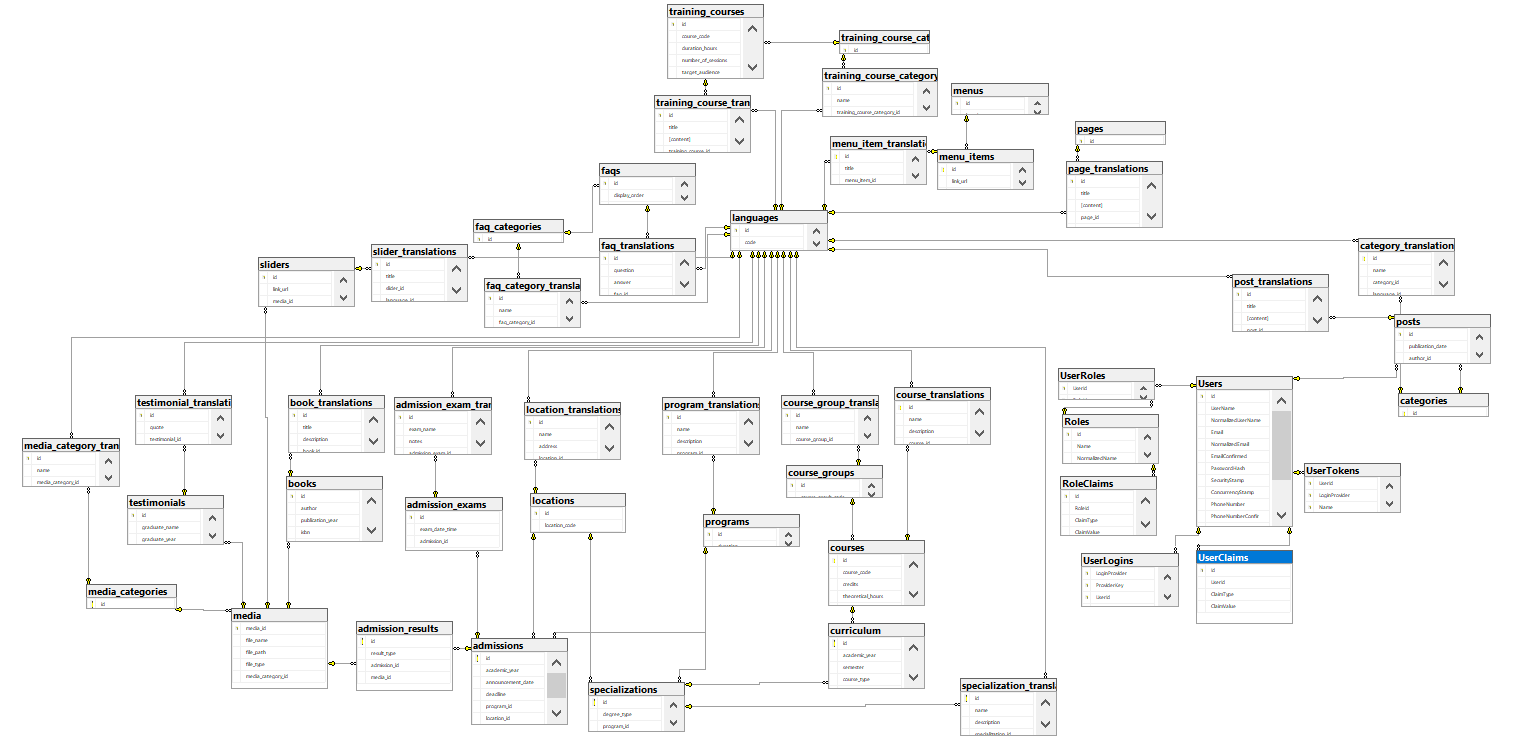 training_courses
id
course_code
duration_hours
number_of_sessions
target_audience
training_course_cat
id
training_course_category
id
name
training_course_category_id
training_course_tran
id
title
[content]
training_course_id
menus
id
menu_item_translati
id
title
menu_item_id
menu_items
id
link_url
pages
id
page_translations
id
title
[content]
page_id
faqs
id
display_order
languages
id
code
faq_categories
id
faq_translations
id
question
answer
faq_id
faq_category_transla
id
name
faq_category_id
slider_translations
id
title
slider_id
language_id
sliders
id
link_url
media_id
category_translation
id
name
category_id
language_id
post_translations
id
title
[content]
post_id
posts
id
publication_date
author_id
categories
id
testimonial_translati
id
quote
testimonial_id
book_translations
id
title
description
book_id
admission_exam_tran
id
exam_name
notes
admission_exam_id
location_translations
id
name
address
location_id
program_translations
id
name
description
program_id
course_group_transla
id
name
course_group_id
course_translations
id
name
description
course_id
UserRoles
UserId
RoleId
Users
Id
UserName
NormalizedUserName
Email
NormalizedEmail
EmailConfirmed
PasswordHash
SecurityStamp
ConcurrencyStamp
PhoneNumber
PhoneNumberConfir
Roles
Id
Name
NormalizedName
RoleClaims
Id
RoleId
ClaimType
ClaimValue
UserTokens
UserId
LoginProvider
Name
UserLogins
LoginProvider
ProviderKey
UserId
UserClaims
Id
UserId
ClaimType
ClaimValue
media_category_tran
id
name
media_category_id
testimonials
id
graduate_name
graduate_year
books
id
author
publication_year
isbn
admission_exams
id
exam_date_time
admission_id
locations
id
location_code
programs
id
duration
course_groups
id
courses
id
course_code
credits
theoretical_hours
media_categories
id
media
media_id
file_name
file_path
file_type
media_category_id
admission_results
id
result_type
admission_id
media_id
admissions
id
academic_year
announcement_date
deadline
program_id
location_id
curriculum
id
academic_year
semester
course_type
specializations
id
degree_type
program_id
specialization_transl
id
name
description
specialization_id